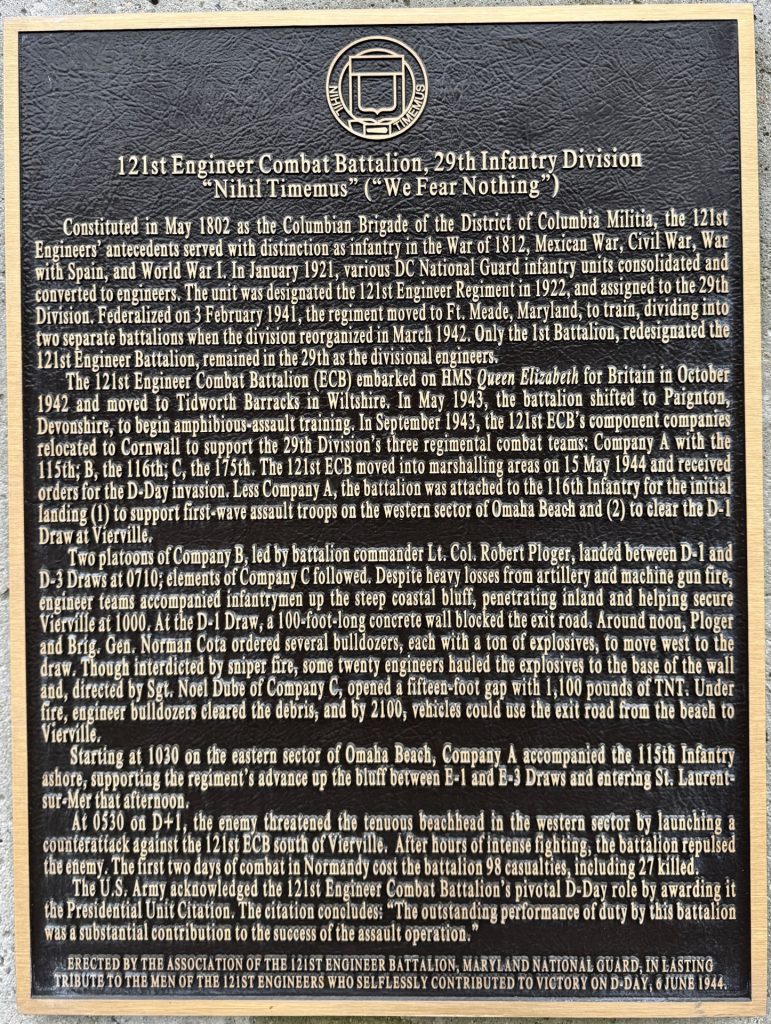 NIHIL TIMEMUS
121st Engineer Combat Battalion, 29th Infantry Division
“Nihil Timemus” (“We Fear Nothing”)
Constituted in May 1802 as the Columbian Brigade of the District of Columbia Militia, the 121st
Engineers’ antecedents served with distinction as infantry in the War of 1812, Mexican War, Civil War, War
with Spain, and World War I. In January 1921, various DC National Guard infantry units consolidated and
converted to engineers. The unit was designated the 121st Engineer Regiment in 1922, and assigned to the 29th
Division. Federalized on 3 February 1941, the regiment moved to Ft. Meade, Maryland, to train, dividing into
two separate battalions when the division reorganized in March 1942. Only the 1st Battalion, redesignated the
121st Engineer Battalion, remained in the 29th as the divisional engineers.
The 121st Engineer Combat Battalion (ECB) embarked on HMS Queen Elizabeth for Britain in October
1942 and moved to Tidworth Barracks in Wiltshire. In May 1943, the battalion shifted to Paignton,
Devonshire, to begin amphibious-assault training. In September 1943, the 121st ECB’s component companies
relocated to Cornwall to support the 29th Division’s three regimental combat teams: Company A with the
115th; B, the 116th; C, the 175th. The 121st ECB moved into marshalling areas on 15 May 1944 and received
orders for the D-Day invasion. Less Company A, the battalion was attached to the 116th Infantry for the initial
landing (1) to support first-wave assault troops on the western sector of Omaha Beach and (2) to clear the D-1
Draw at Vierville.
Two platoons of Company B, led by battalion commander Lt. Col. Robert Ploger, landed between D-1 and
D-3 Draws at 0710; elements of Company C followed. Despite heavy losses from artillery and machine gun fire,
engineer teams accompanied infantrymen up the steep coastal bluff, penetrating inland and helping secure
Vierville at 1000. At the D-1 Draw, a 100-foot-long concrete wall blocked the exit road. Around noon, Ploger
and Brig. Gen. Norman Cota ordered several bulldozers, each with a ton of explosives, to move west to the
draw. Though interdicted by sniper fire, some twenty engineers hauled the explosives to the base of the wall
and, directed by Sgt. Noel Dube of Company C, opened a fifteen-foot gap with 1,100 pounds of TNT. Under
fire, engineer bulldozers cleared the debris, and by 2100, vehicles could use the exit road from the beach to
Vierville.
Starting at 1030 on the eastern sector of Omaha Beach, Company A accompanied the 115th Infantry
ashore, supporting the regiment’s advance up the bluff between E-1 and E-3 Draws and entering St. Laurent-
sur-Mer that afternoon.
At 0530 on D+1, the enemy threatened the tenuous beachhead in the western sector by launching a
counterattack against the 121st ECB south of Vierville. After hours of intense fighting, the battalion repulsed
the enemy. The first two days of combat in Normandy cost the battalion 98 casualties, including 27 killed.
The U.S. Army acknowledged the 121st Engineer Combat Battalion’s pivotal D-Day role by awarding it
the Presidential Unit Citation. The citation concludes: “The outstanding performance of duty by this battalion
was a substantial contribution to the success of the assault operation.”
ERECTED BY THE ASSOCIATION OF THE 121ST ENGINEER BATTALION, MARYLAND NATIONAL GUARD, IN LASTING
TRIBUTE TO THE MEN OF THE 121ST ENGINEERS WHO SELFLESSLY CONTRIBUTED TO VICTORY ON D-DAY, 6 JUNE 1944.